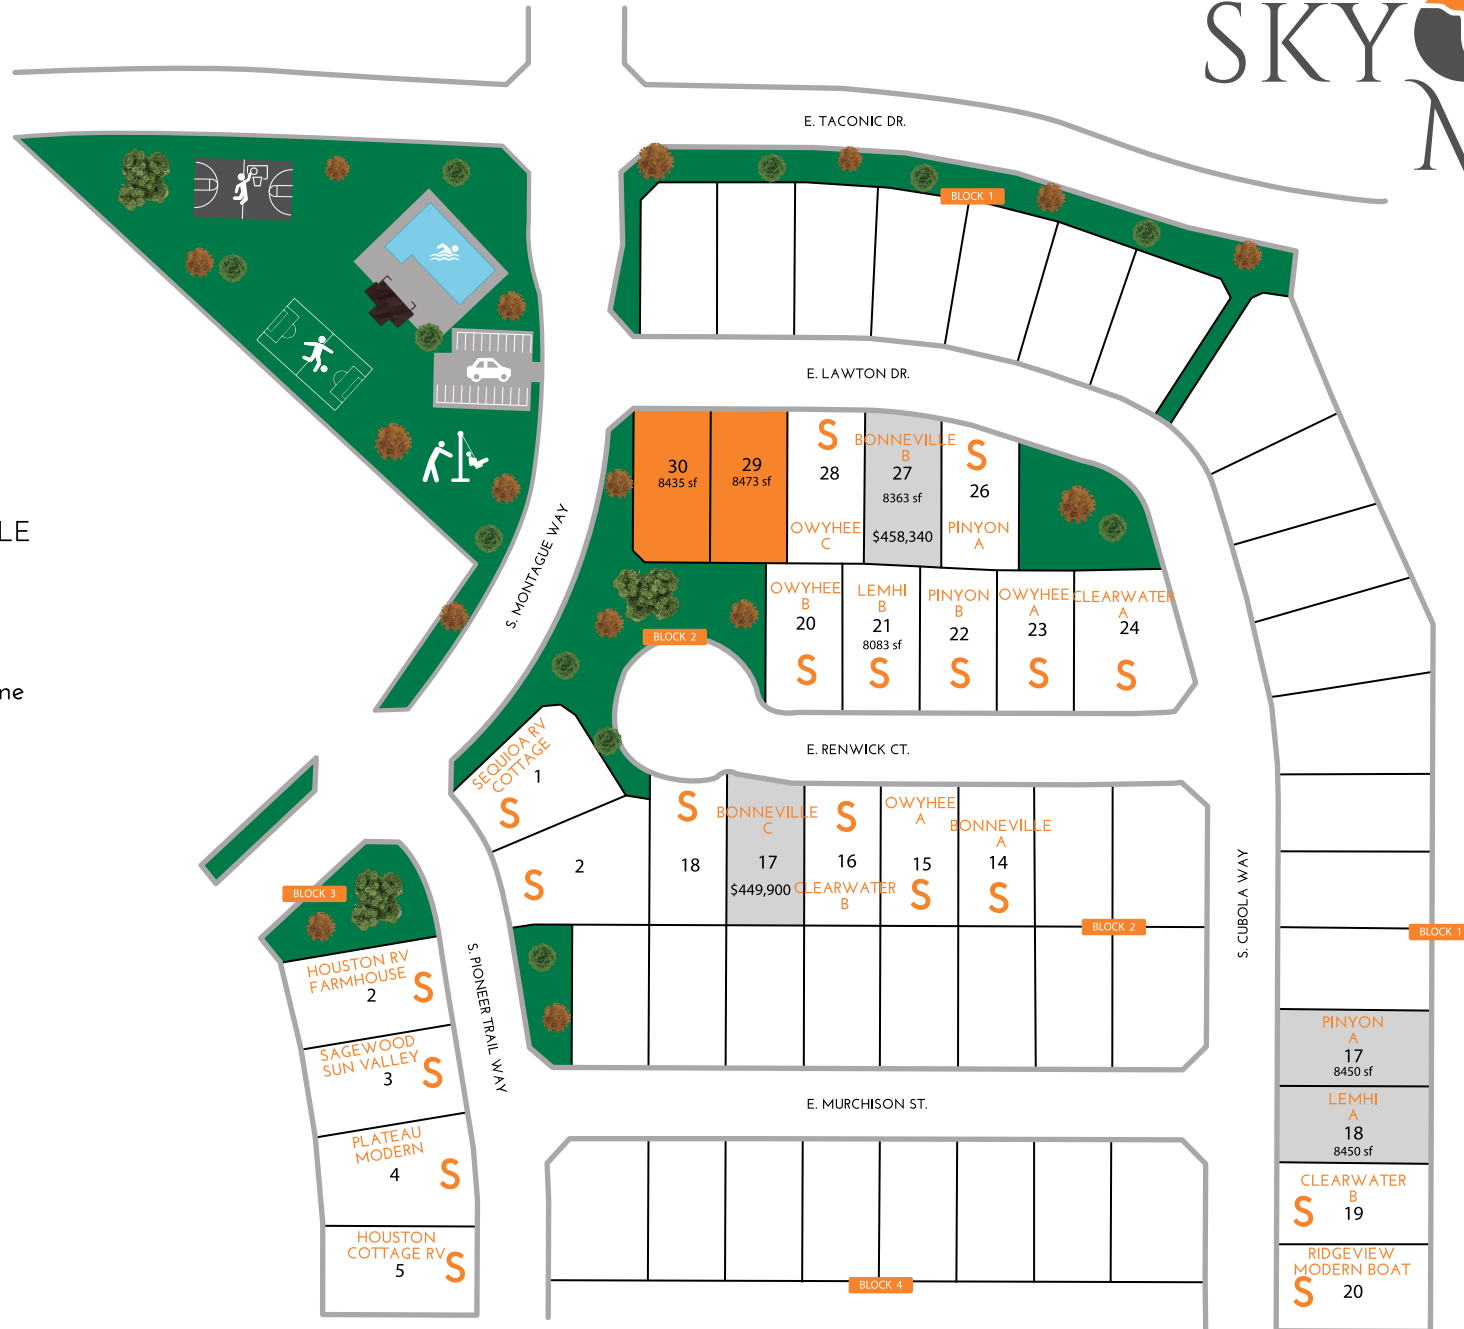 SKY
M
E. TACONIC DR.
BLOCK 1
E. LAWTON DR.
30
8435 sf
29
8473 sf
S
28
OWYHEE
C
BONNEVILLE
B
27
8363 sf
$458,340
S
26
PINYON
A
LE
S. MONTAGUE WAY
BLOCK 2
OWYHEE
B
20
S
LEMHI
B
21
8083 sf
S
PINYON
B
22
S
OWYHEE
A
23
S
CLEARWATER
A
24
S
me
E. RENWICK CT.
SEQUIOA RV
COTTAGE
1
S
2
S
S
18
BONNEVILLE
C
17
$449,900
S
16
CLEARWATER
B
OWYHEE
A
15
S
BONNEVILLE
A
14
S
BLOCK 2
S. CUBOLA WAY
BLOCK 1
BLOCK 3
S. PIONEER TRAIL WAY
HOUSTON RV
FARMHOUSE
2
S
SAGEWOOD
SUN VALLEY
3
S
PLATEAU
MODERN
4
S
HOUSTON
COTTAGE RV
5
S
E. MURCHISON ST.
BLOCK 4
PINYON
A
17
8450 sf
LEMHI
A
18
8450 sf
CLEARWATER
B
19
S
RIDGEVIEW
MODERN BOAT
20
S